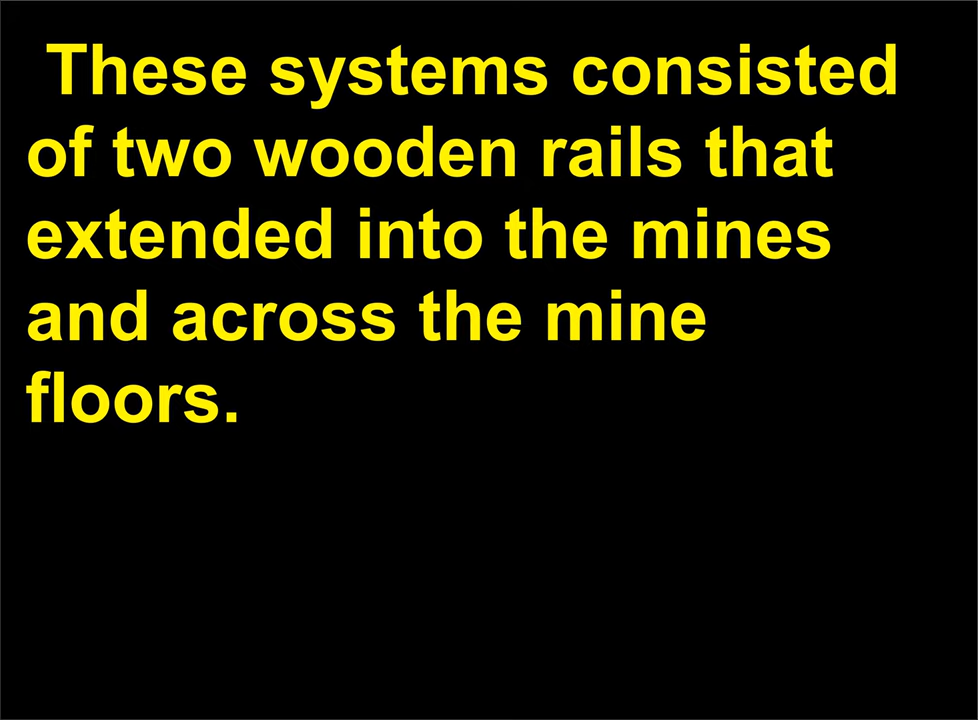 These systems consisted
of two wooden rails that
extended into the mines
and across the mine
floors.